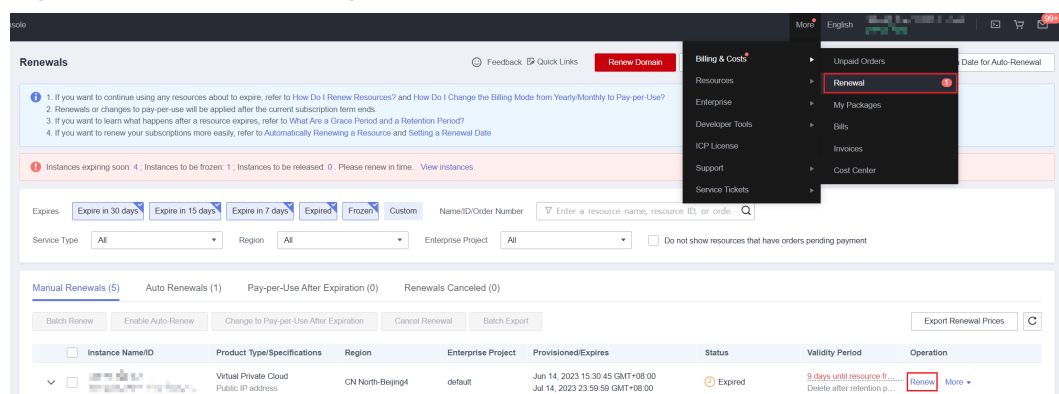 nsole
More
English
99+
Renewals
Feedback
Quick Links
Renew Domain
Date for Auto-Renewal
Billing & Costs
Resources
Enterprise
Developer Tools
ICP License
Support
Service Tickets
Unpaid Orders
Renewal
1
My Packages
Bills
Invoices
Cost Center
1. If you want to continue using any resources about to expire, refer to How Do I Renew Resources? and How Do I Change the Billing Mode from Yearly/Monthly to Pay-per-Use?
2. Renewals or changes to pay-per-use will be applied after the current subscription term ends.
3. If you want to learn what happens after a resource expires, refer to What Are a Grace Period and a Retention Period?
4. If you want to renew your subscriptions more easily, refer to Automatically Renewing a Resource and Setting a Renewal Date
Instances expiring soon: 4 ; Instances to be frozen: 1 ; Instances to be released: 0 . Please renew in time. View instances.
Expires
Expire in 30 days
Expire in 15 days
Expire in 7 days
Expired
Frozen
Custom
Name/ID/Order Number
Enter a resource name, resource ID, or orde
Service Type
All
Region
All
Enterprise Project
All
Do not show resources that have orders pending payment
Manual Renewals (5)
Auto Renewals (1)
Pay-per-Use After Expiration (0)
Renewals Canceled (0)
Batch Renew
Enable Auto-Renew
Change to Pay-per-Use After Expiration
Cancel Renewal
Batch Export
Export Renewal Prices
Instance Name/ID
Product Type/Specifications
Region
Enterprise Project
Provisioned/Expires
Status
Validity Period
Operation
Virtual Private Cloud
Public IP address
CN North-Beijing4
default
Jun 14, 2023 15:30:45 GMT+08:00
Jul 14, 2023 23:59:59 GMT+08:00
Expired
9 days until resource fr...
Delete after retention p...
Renew
More